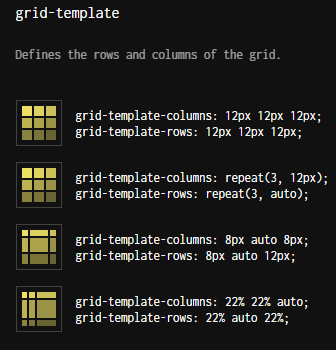 grid-template
Defines the rows and columns of the grid.
grid-template-columns: 12px 12px 12px;
grid-template-rows: 12px 12px 12px;
grid-template-columns: repeat(3, 12px);
grid-template-rows: repeat(3, auto);
grid-template-columns: 8px auto 8px;
grid-template-rows: 8px auto 12px;
grid-template-columns: 22% 22% auto;
grid-template-rows: 22% auto 22%;